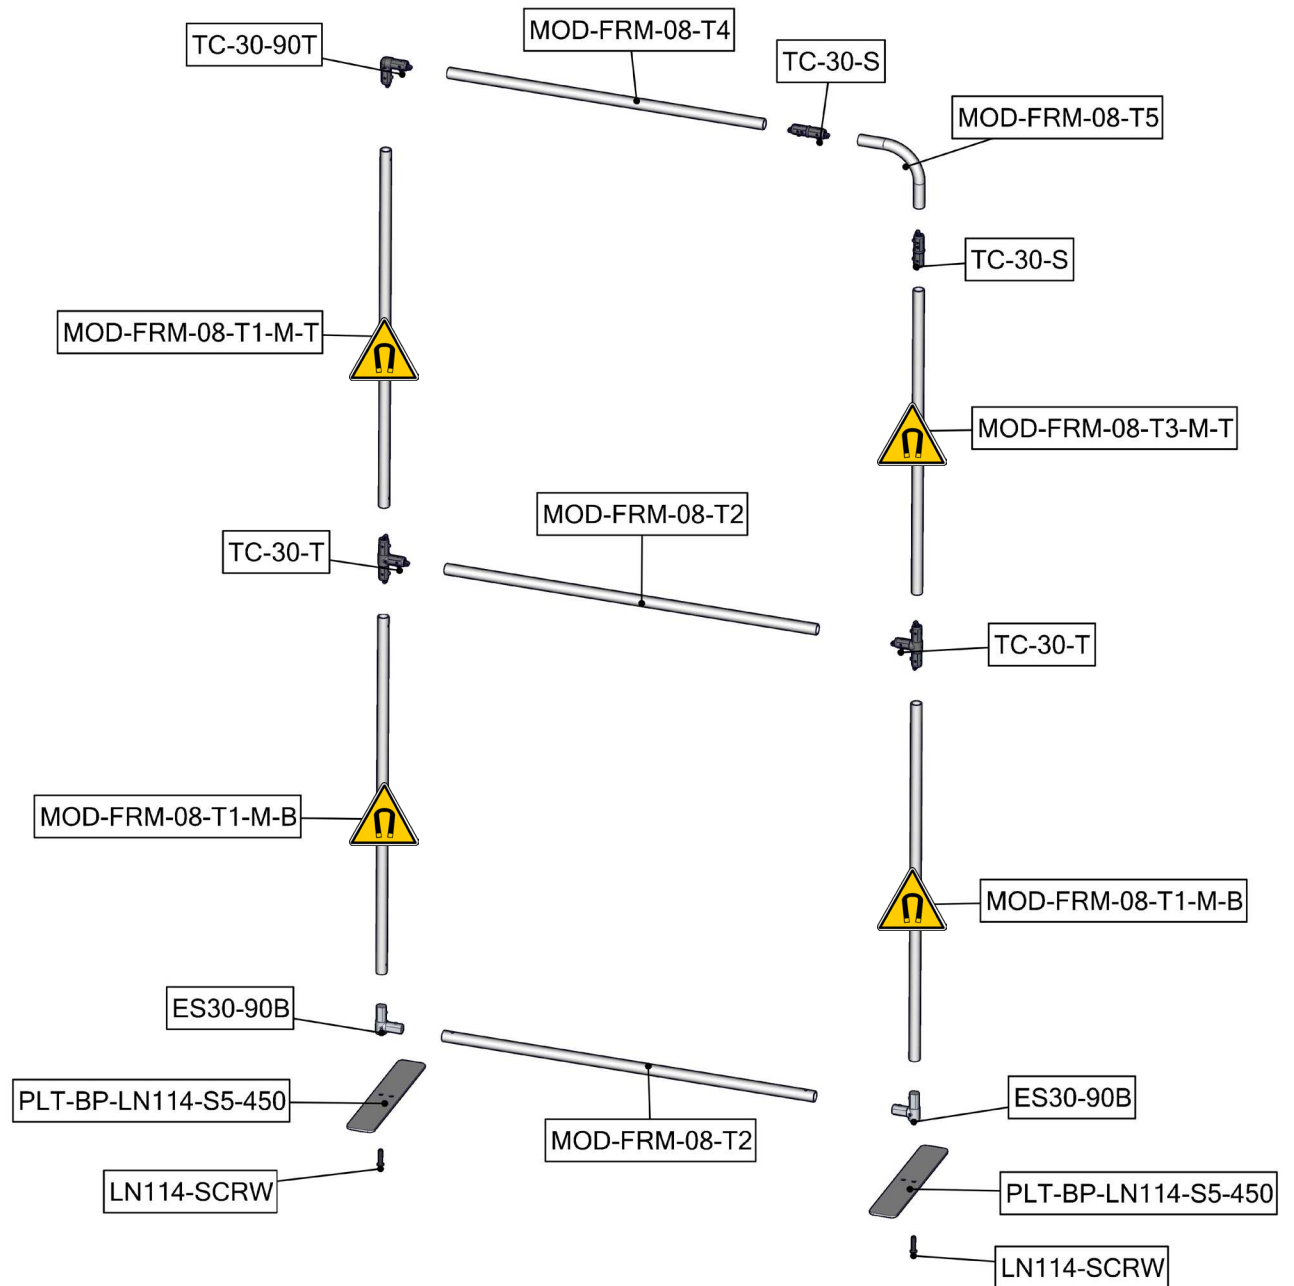 MOD-FRM-08-T4
TC-30-90T
TC-30-S
MOD-FRM-08-T5
TC-30-S
MOD-FRM-08-T1-M-T
MOD-FRM-08-T3-M-T
MOD-FRM-08-T2
TC-30-T
TC-30-T
MOD-FRM-08-T1-M-B
MOD-FRM-08-T1-M-B
ES30-90B
PLT-BP-LN114-S5-450
ES30-90B
MOD-FRM-08-T2
LN114-SCRW
PLT-BP-LN114-S5-450
LN114-SCRW